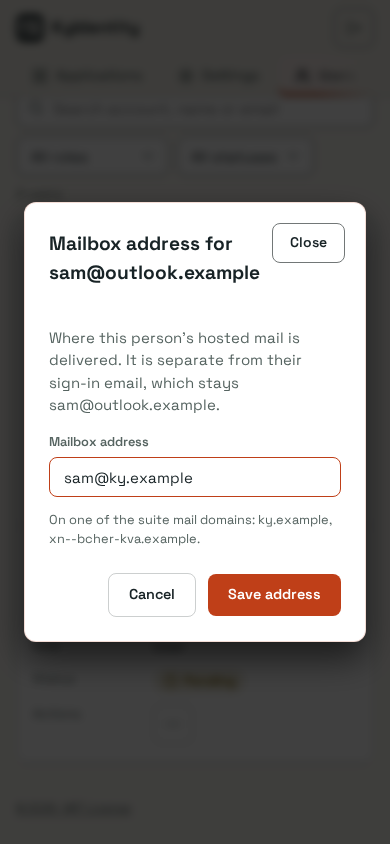 Mailbox address for
sam@outlook.example
Close
Where this person's hosted mail is
delivered. It is separate from their
sign-in email, which stays
sam@outlook.example.
Mailbox address
sam@ky.example
On one of the suite mail domains: ky.example,
xn--bcher-kva.example.
Cancel
Save address